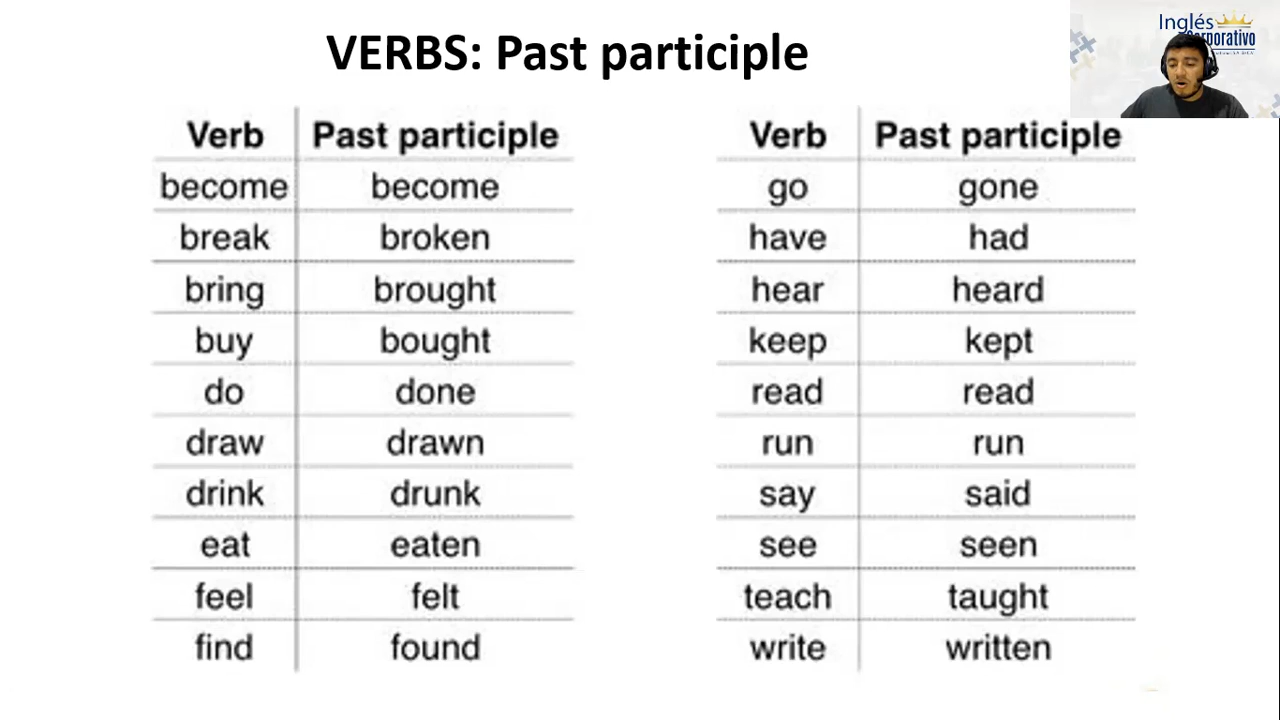 VERBS: Past participle
Inglés
Corporativo
Verb Past participle
become become
break broken
bring brought
buy bought
do done
draw drawn
drink drunk
eat eaten
feel felt
find found
Verb Past participle
go gone
have had
hear heard
keep kept
read read
run run
say said
see seen
teach taught
write written